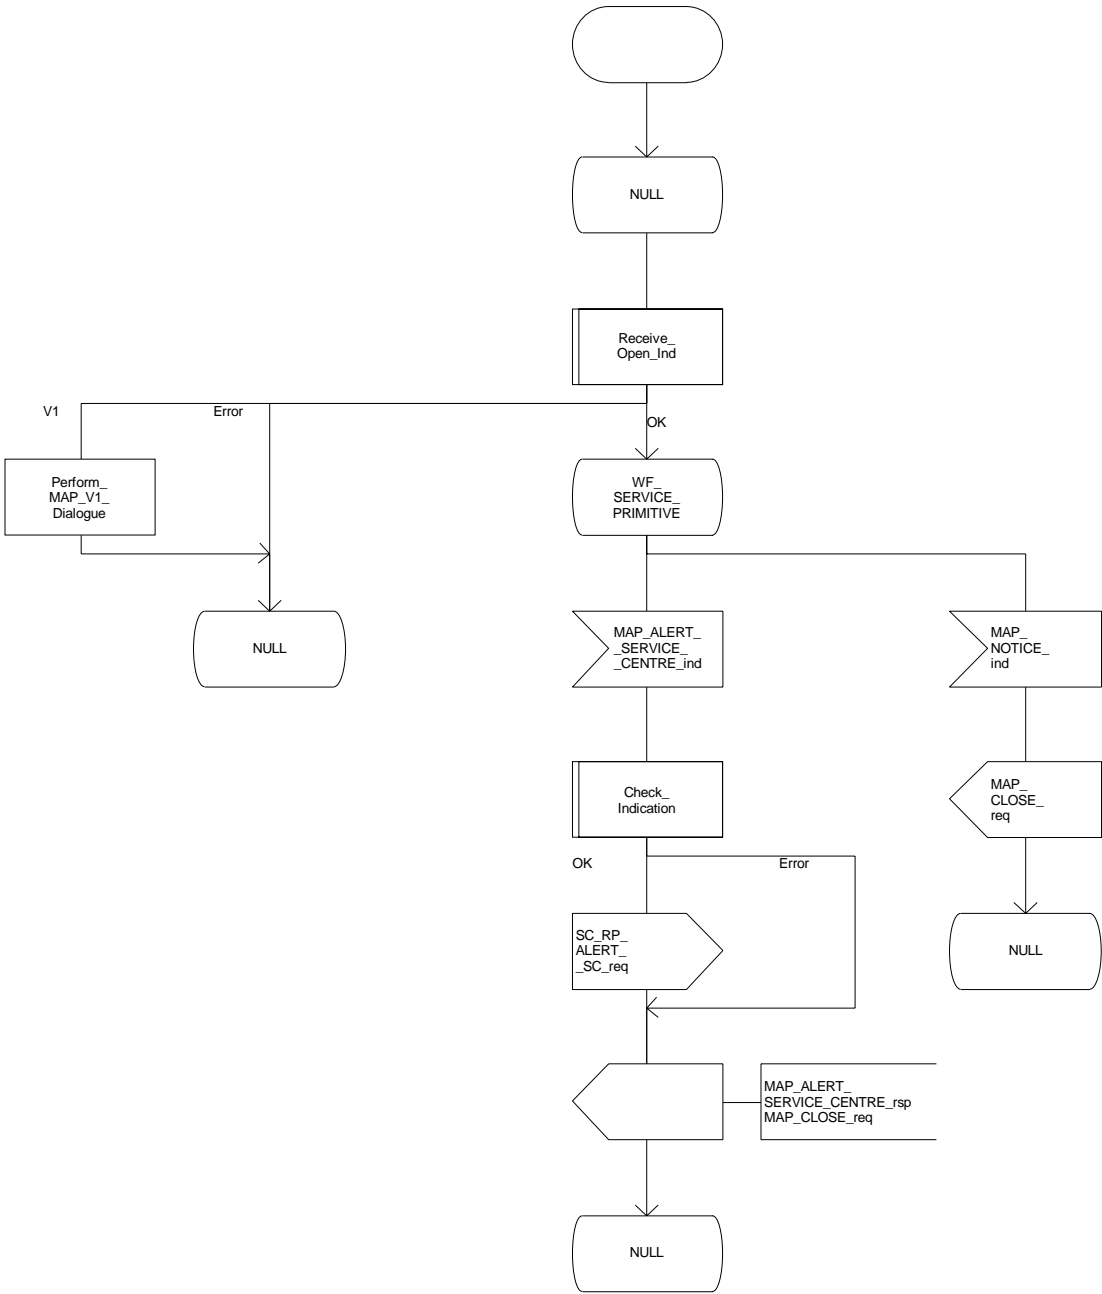 NULL
Receive_
Open_Ind
V1
Error
OK
Perform_
MAP_V1_
Dialogue
WF_
SERVICE_
PRIMITIVE
NULL
MAP_ALERT_
_SERVICE_
_CENTRE_ind
MAP_
NOTICE_
ind
Check_
Indication
MAP_
CLOSE_
req
OK
Error
SC_RP_
ALERT_
_SC_req
NULL
MAP_ALERT_
SERVICE_CENTRE_rsp
MAP_CLOSE_req
NULL